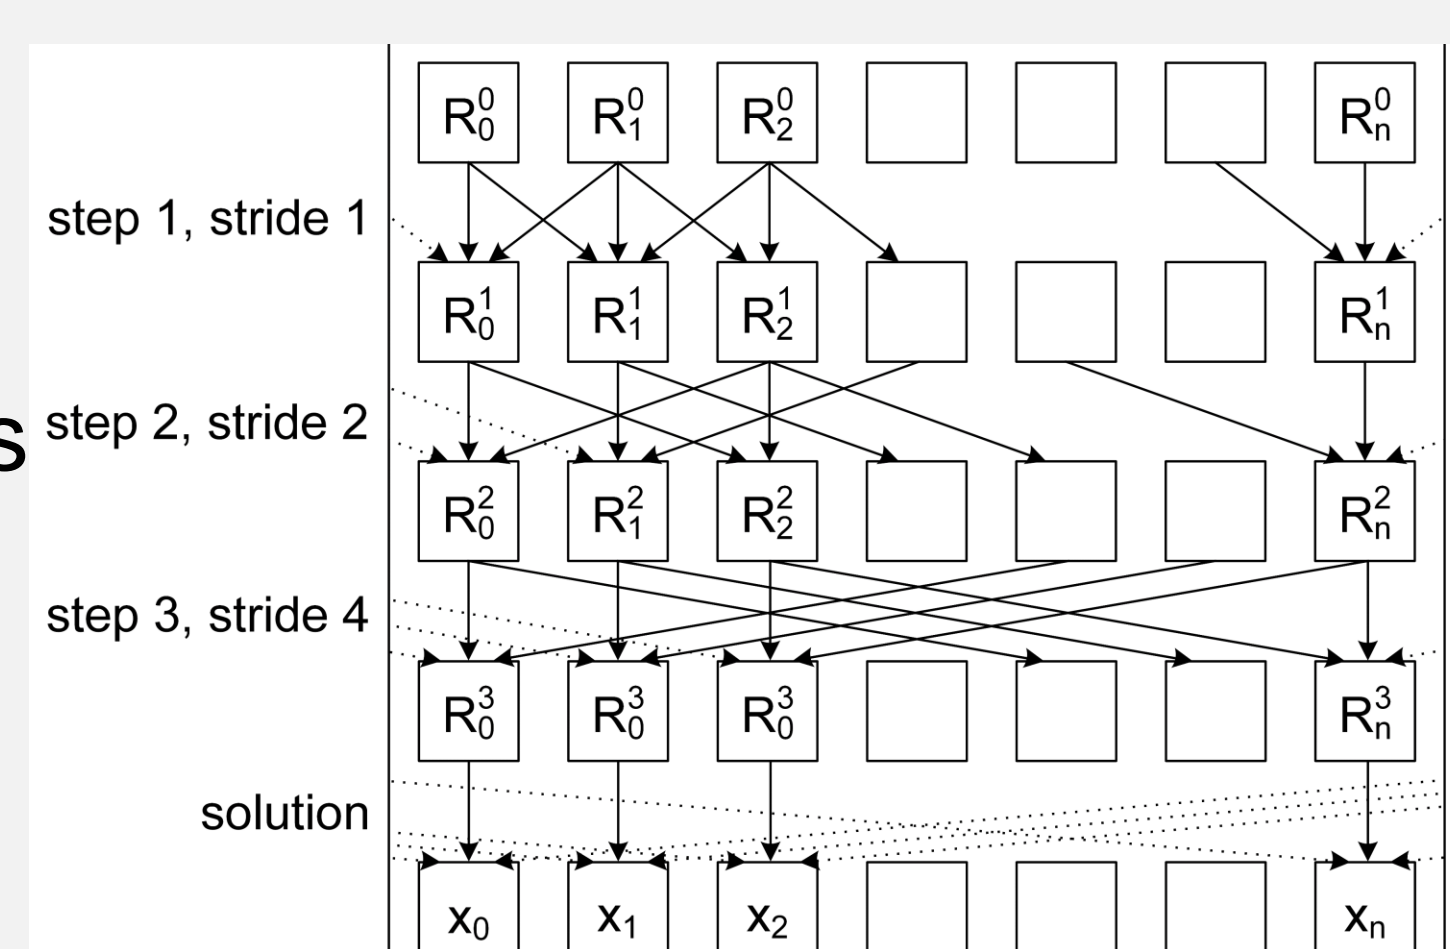 R₀⁰ R₁⁰ R₂⁰ Rₙ⁰
step 1, stride 1
R₀¹ R₁¹ R₂¹ Rₙ¹
s
step 2, stride 2
R₀² R₁² R₂² Rₙ²
step 3, stride 4
R₀³ R₀³ R₀³ Rₙ³
solution
x₀ x₁ x₂ xₙ